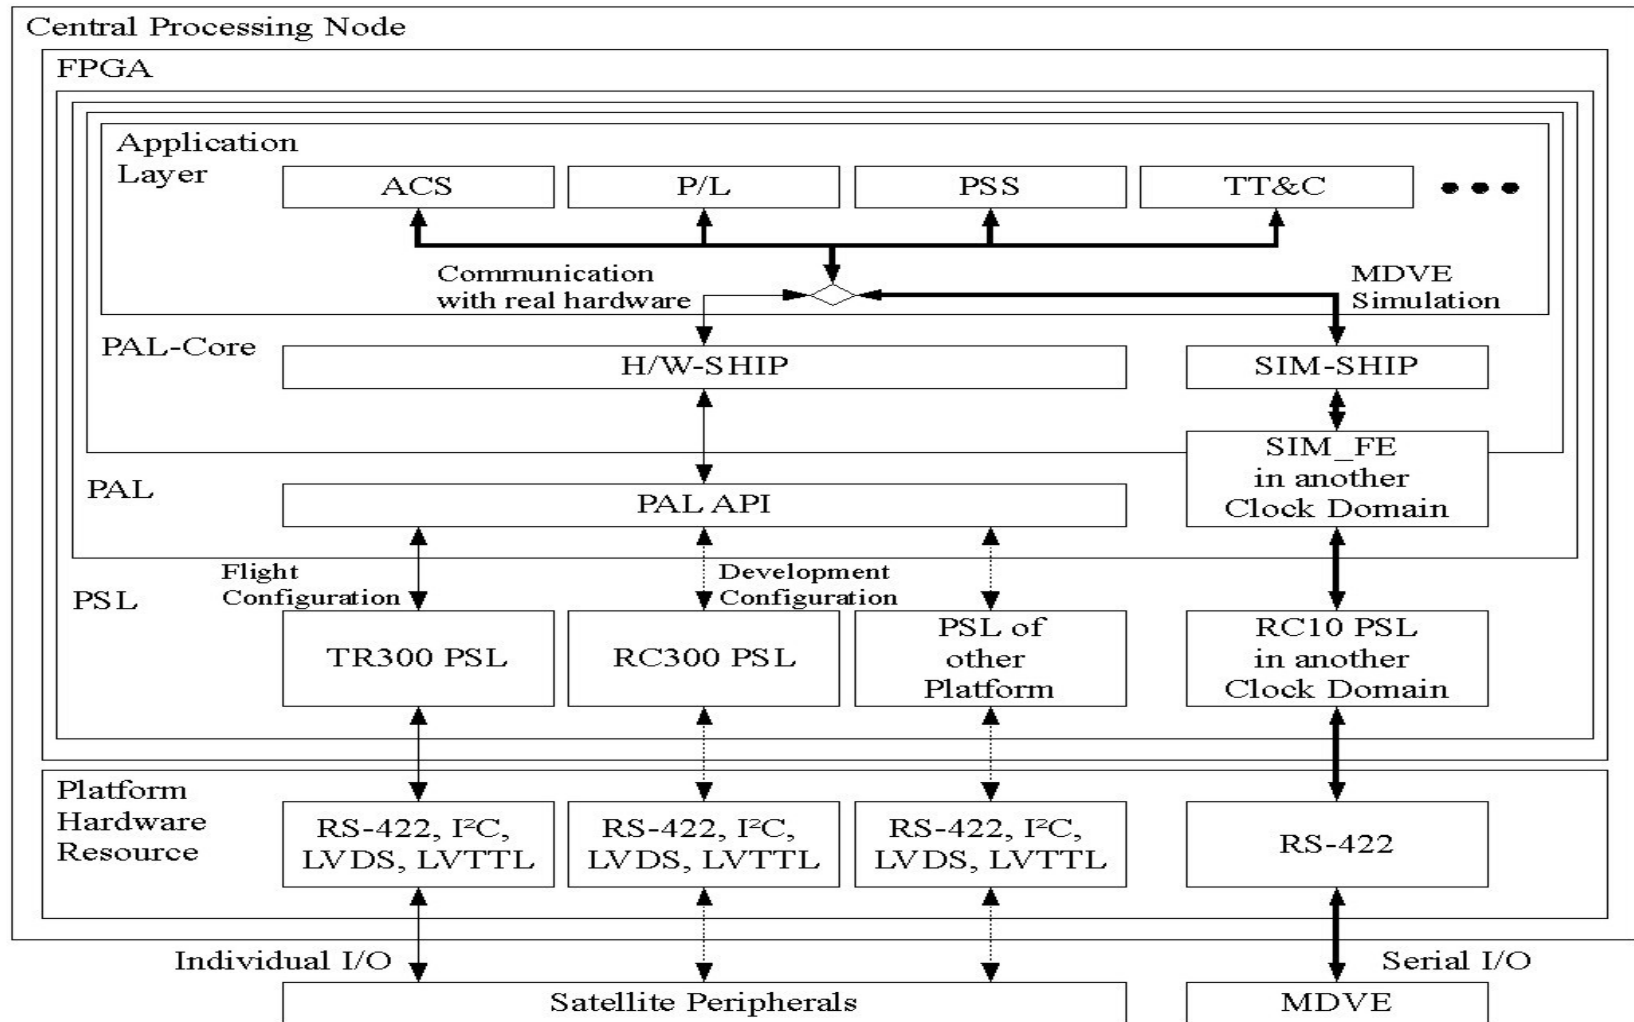 Central Processing Node
FPGA
Application
Layer
ACS
P/L
PSS
TT&C
Communication
with real hardware
MDVE
Simulation
PAL-Core
H/W-SHIP
SIM-SHIP
SIM_FE
in another
Clock Domain
PAL
PAL API
Flight
Configuration
Development
Configuration
PSL
TR300 PSL
RC300 PSL
PSL of
other
Platform
RC10 PSL
in another
Clock Domain
Platform
Hardware
Resource
RS-422, I²C,
LVDS, LVTTL
RS-422, I²C,
LVDS, LVTTL
RS-422, I²C,
LVDS, LVTTL
RS-422
Individual I/O
Serial I/O
Satellite Peripherals
MDVE